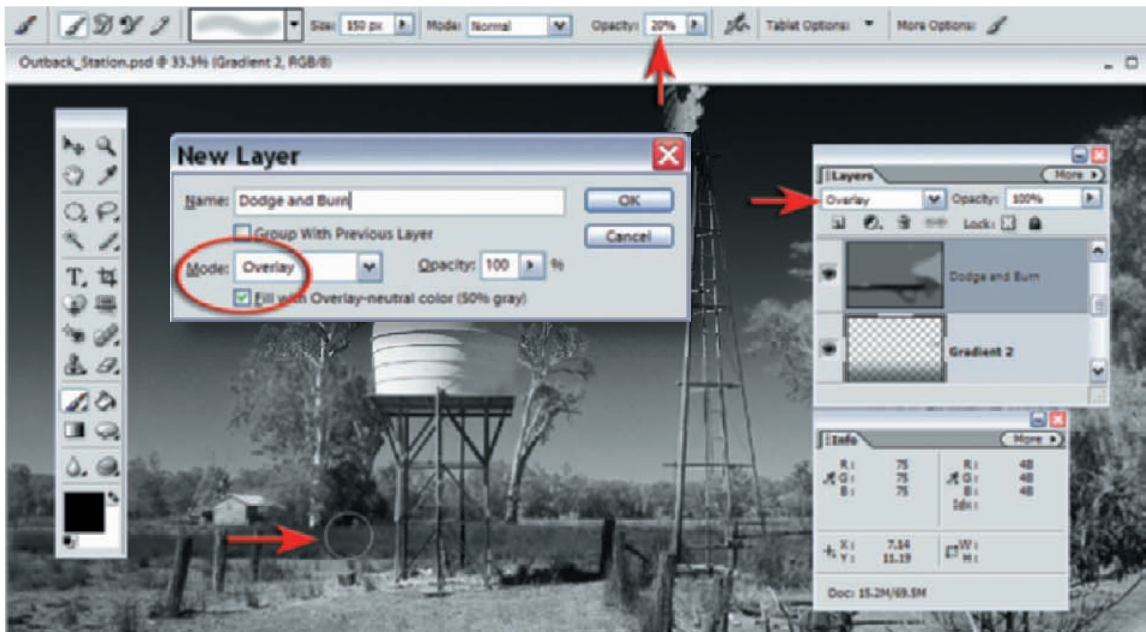 Size: 150 px Mode: Normal Opacity: 20% Tablet Options: More Options:
Outback_Station.psd @ 33.3% (Gradient 2, RGB/8)
New Layer
Name: Dodge and Burn
OK
Group With Previous Layer
Cancel
Mode: Overlay Opacity: 100 %
Fill with Overlay-neutral color (50% gray)
Layers More
Overlay Opacity: 100%
Lock:
Dodge and Burn
Gradient 2
Info More
R: 75 R: 48
G: 75 G: 48
B: 75 B: 48
Idx:
X: 7.14 W:
Y: 11.19 H:
Doc: 15.2M/69.5M
T